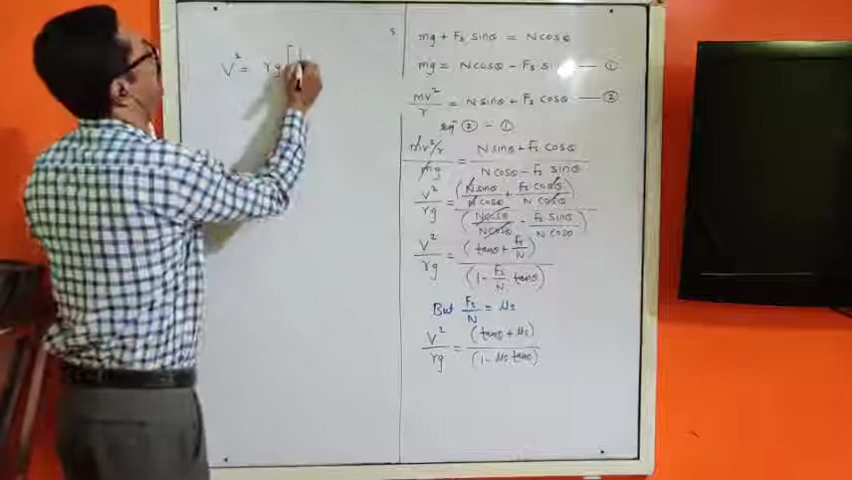 V² = rg [
mg + Fs sinθ = N cosθ
mg = N cosθ - Fs si — ①
mv²/r = N sinθ + Fs cosθ — ②
eqⁿ ② ÷ ①
mv²/r / mg = N sinθ + Fs cosθ / N cosθ - Fs sinθ
V²/rg = (N sinθ/N cosθ + Fs cosθ/N cosθ) / (N cosθ/N cosθ - Fs sinθ/N cosθ)
V²/rg = (tanθ + Fs/N) / (1 - Fs/N tanθ)
But Fs/N = μs
V²/rg = (tanθ + μs) / (1 - μs tanθ)